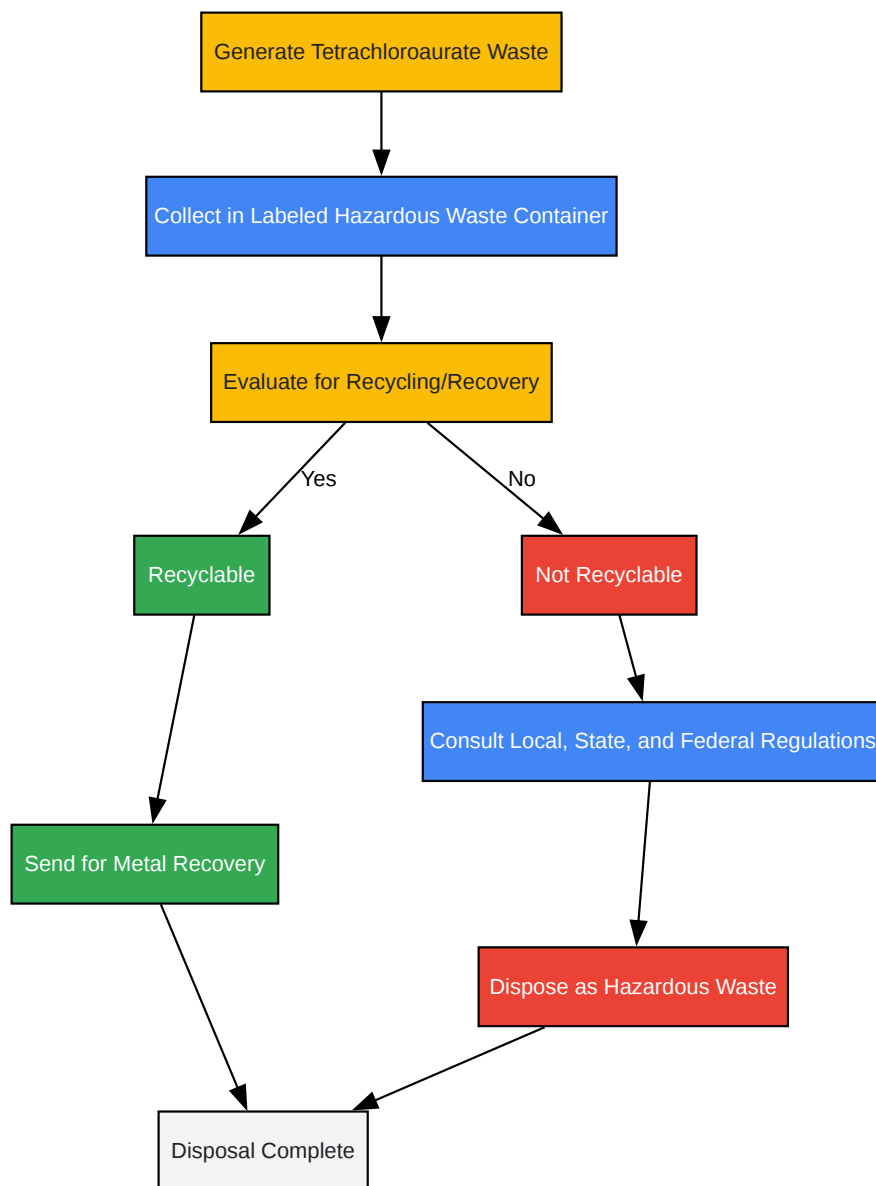 Generate Tetrachloroaurate Waste
Collect in Labeled Hazardous Waste Container
Evaluate for Recycling/Recovery
Yes
No
Recyclable
Not Recyclable
Consult Local, State, and Federal Regulations
Send for Metal Recovery
Dispose as Hazardous Waste
Disposal Complete